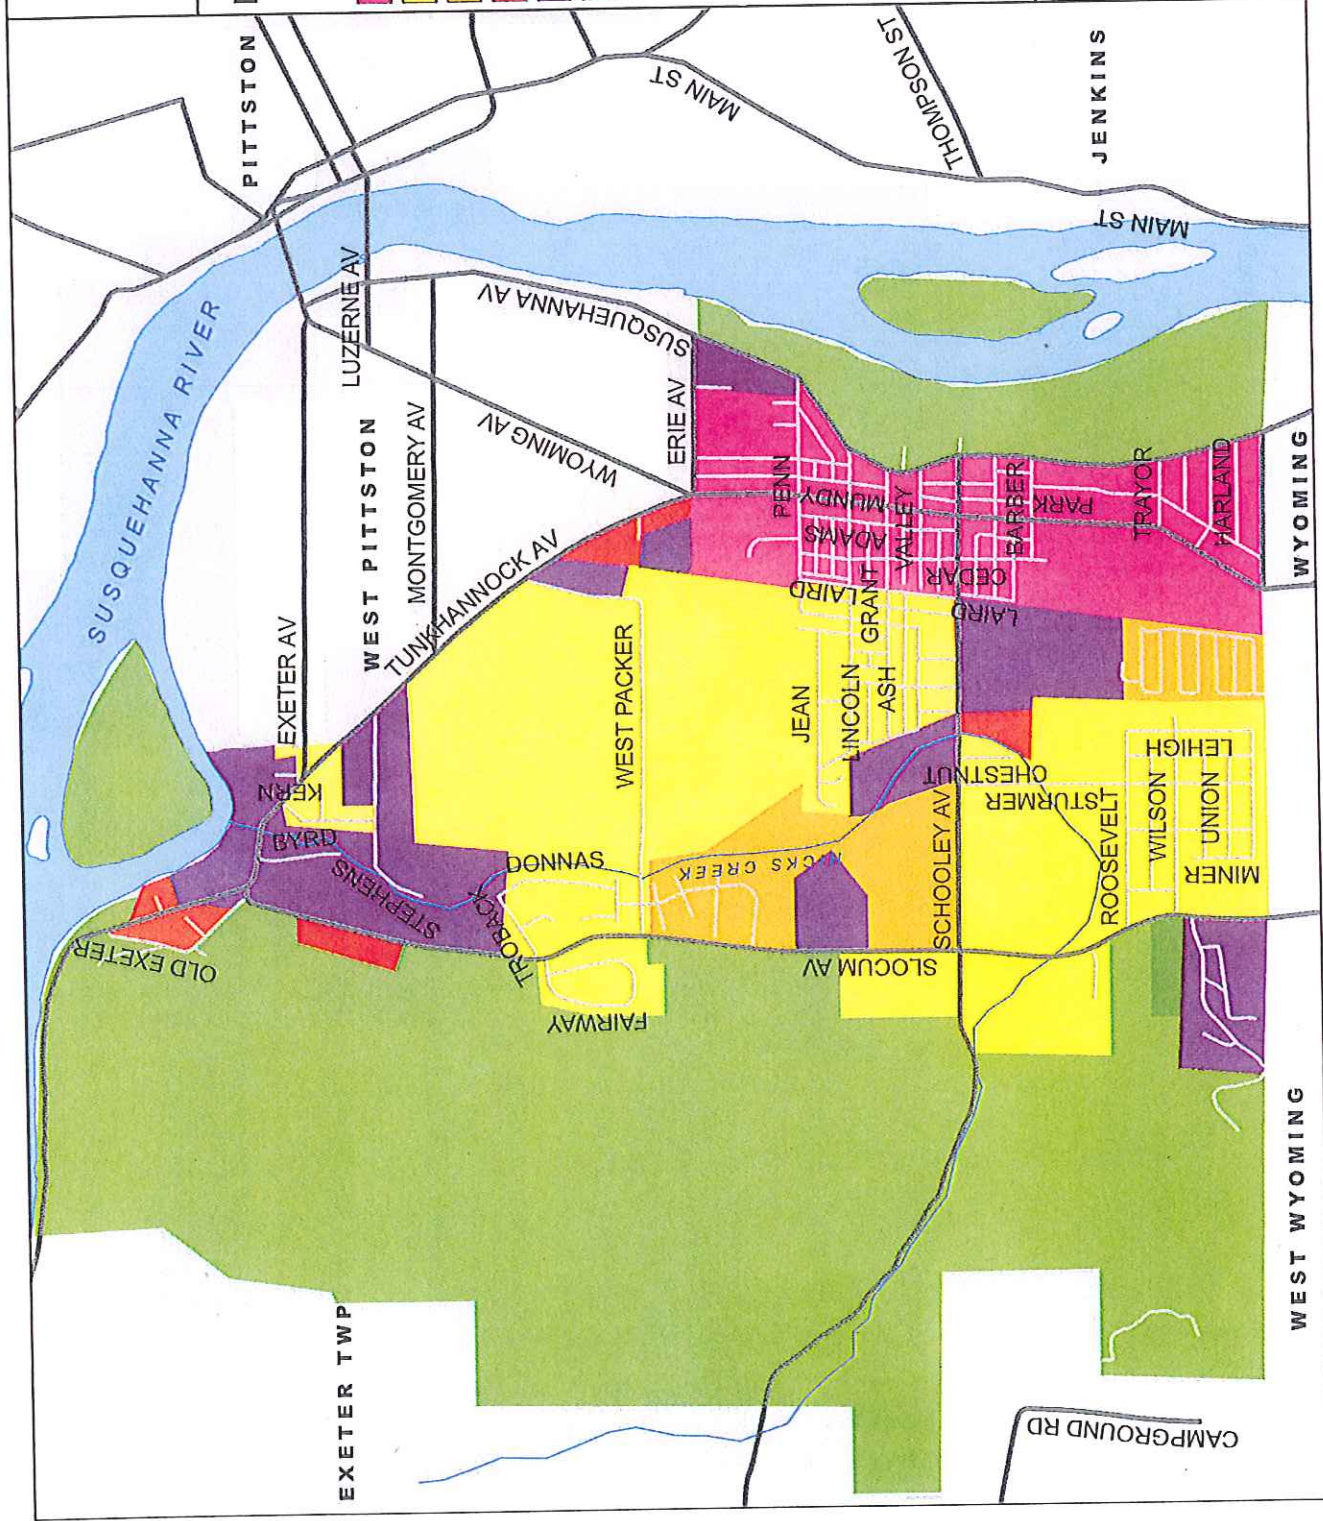 PITTSTON
MAIN ST
THOMPSON ST
JENKINS
MAIN ST
SUSQUEHANNA RIVER
LUZERNE AV
SUSQUEHANNA AV
WEST PITTSTON
MONTGOMERY AV
WYOMING AV
ERIE AV
EXETER AV
TUNKHANNOCK AV
PENN
MUNDY
ADAMS
VALLEY
BARBER
PARK
TRAYOR
HARLAND
WYOMING
LAIRD
GRANT
CEDAR
LAIRD
WEST PACKER
JEAN
LINCOLN
ASH
KERN
BYRD
STEPHENS
TROBACK
DONNAS
HICKS CREEK
SCHOOLEY AV
CHESTNUT
STURMER
ROOSEVELT
LEHIGH
WILSON
UNION
MINER
OLD EXETER
FAIRWAY
SLOCUM AV
EXETER TWP
WEST WYOMING
CAMPGROUND RD